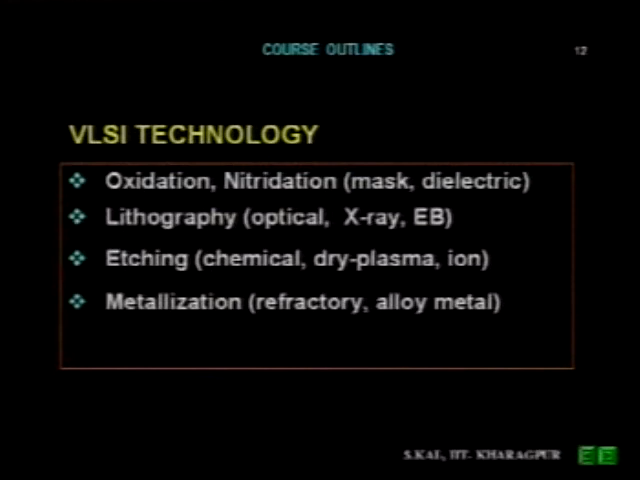 COURSE OUTLINES
12
VLSI TECHNOLOGY
Oxidation, Nitridation (mask, dielectric)
Lithography (optical, X-ray, EB)
Etching (chemical, dry-plasma, ion)
Metallization (refractory, alloy metal)
S.KAL, IIT- KHARAGPUR